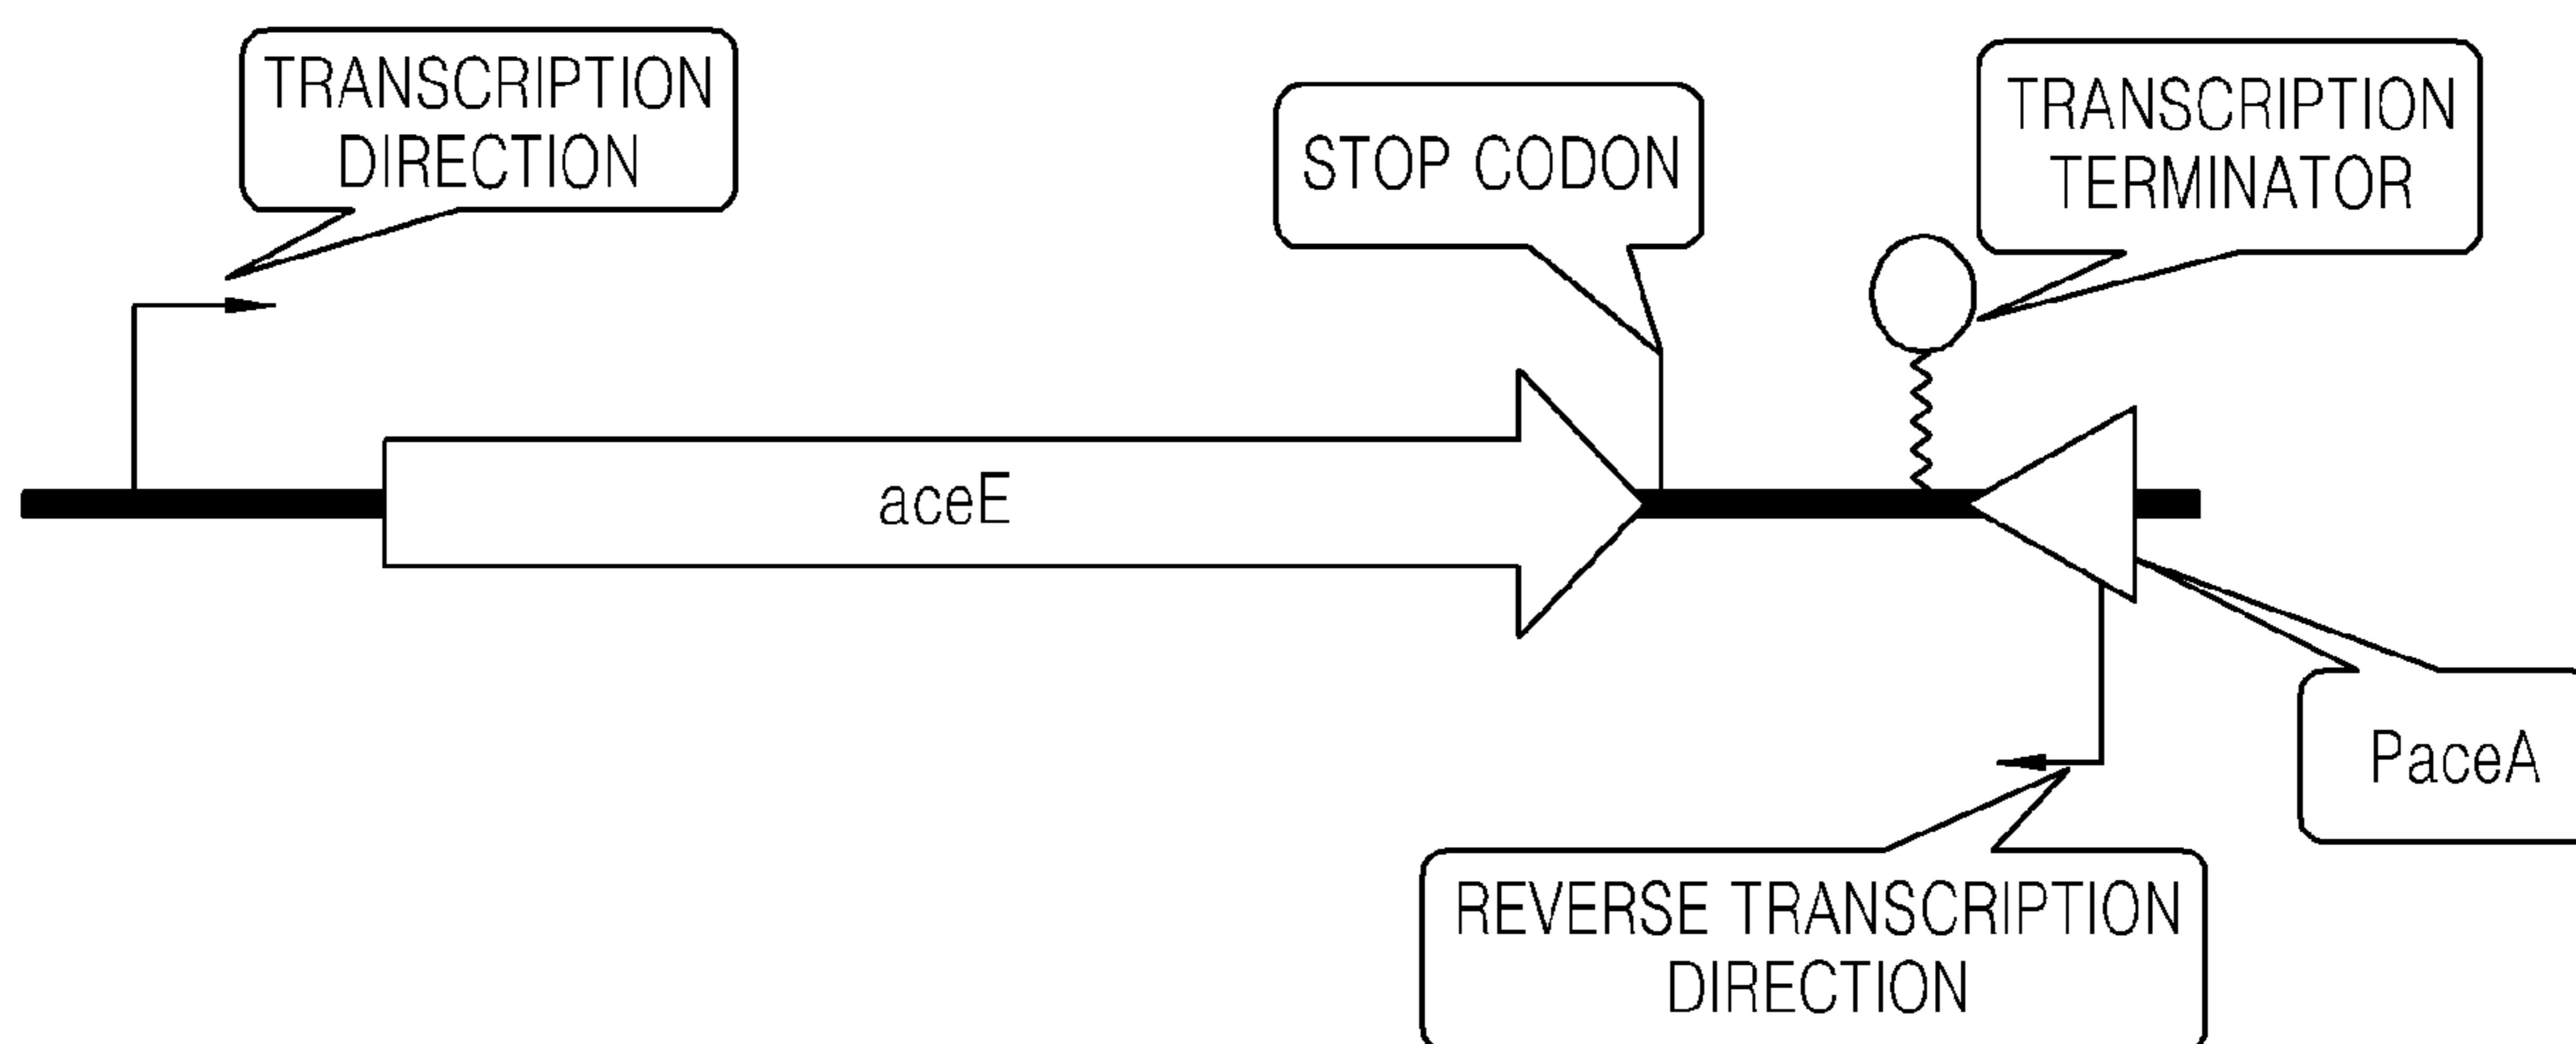 TRANSCRIPTION
DIRECTION
STOP CODON
TRANSCRIPTION
TERMINATOR
aceE
PaceA
REVERSE TRANSCRIPTION
DIRECTION